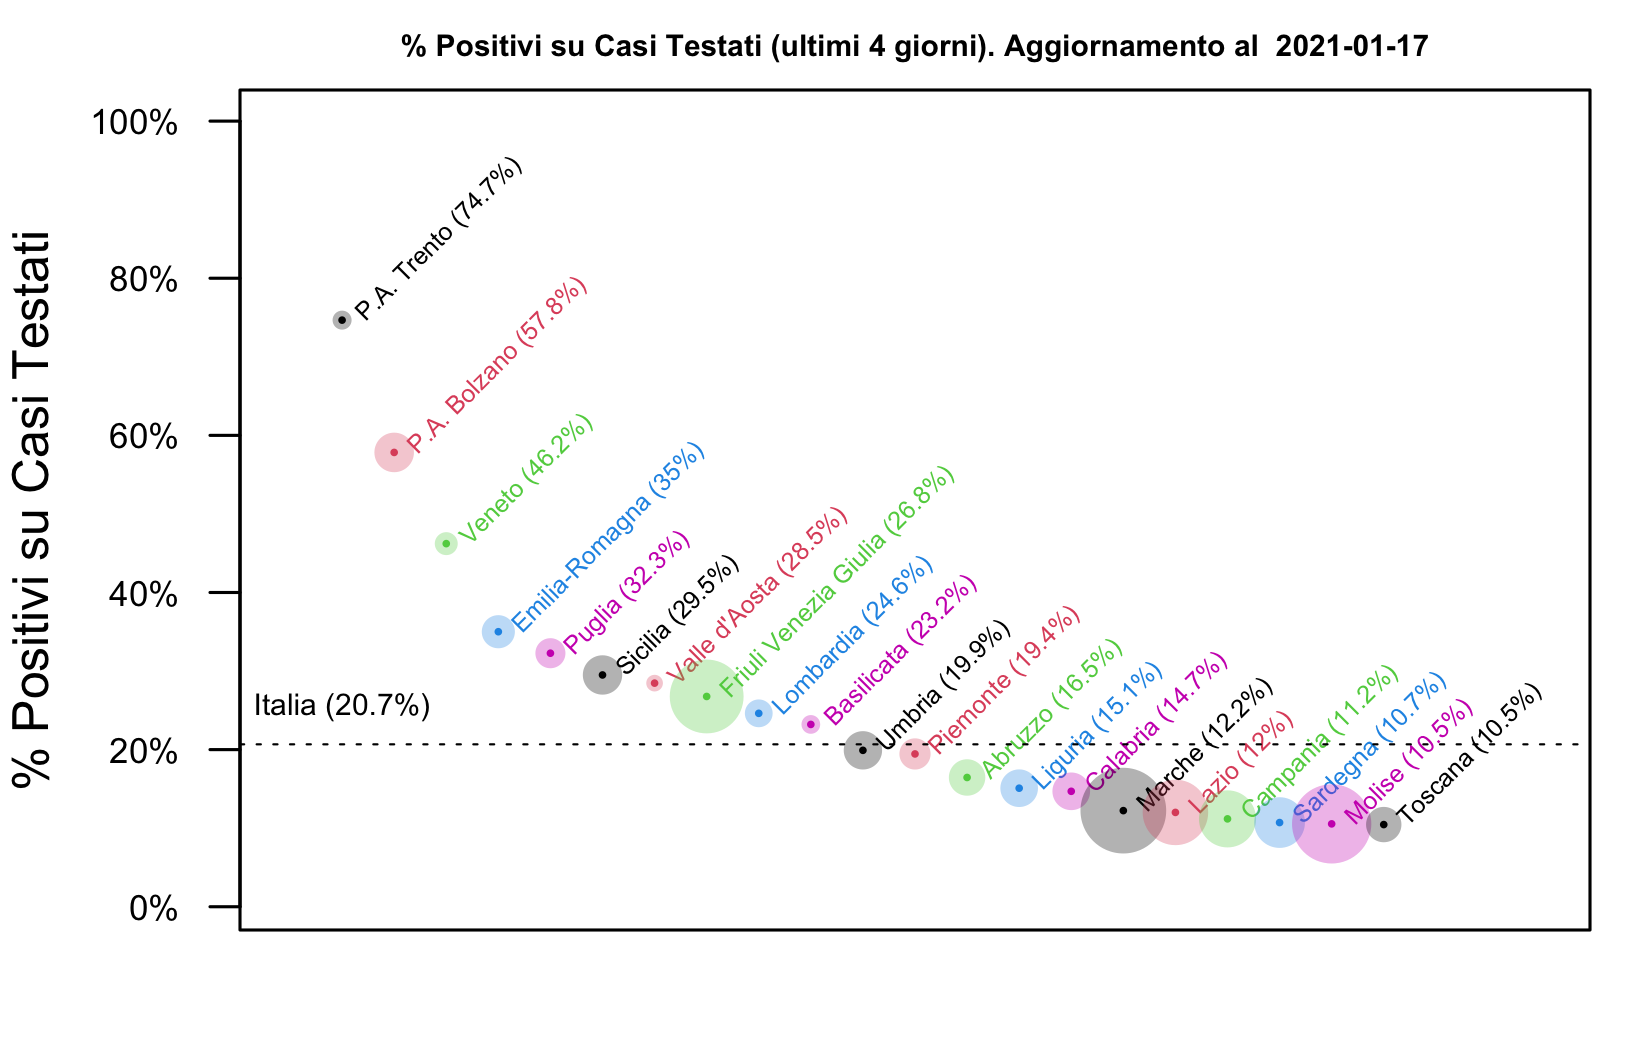 % Positivi su Casi Testati (ultimi 4 giorni). Aggiornamento al  2021-01-17
% Positivi su Casi Testati
100%
80%
60%
40%
20%
0%
P.A. Trento (74.7%)
P.A. Bolzano (57.8%)
Veneto (46.2%)
Emilia-Romagna (35%)
Puglia (32.3%)
Sicilia (29.5%)
Valle d'Aosta (28.5%)
Friuli Venezia Giulia (26.8%)
Lombardia (24.6%)
Basilicata (23.2%)
Umbria (19.9%)
Piemonte (19.4%)
Abruzzo (16.5%)
Liguria (15.1%)
Calabria (14.7%)
Marche (12.2%)
Lazio (12%)
Campania (11.2%)
Sardegna (10.7%)
Molise (10.5%)
Toscana (10.5%)
Italia (20.7%)